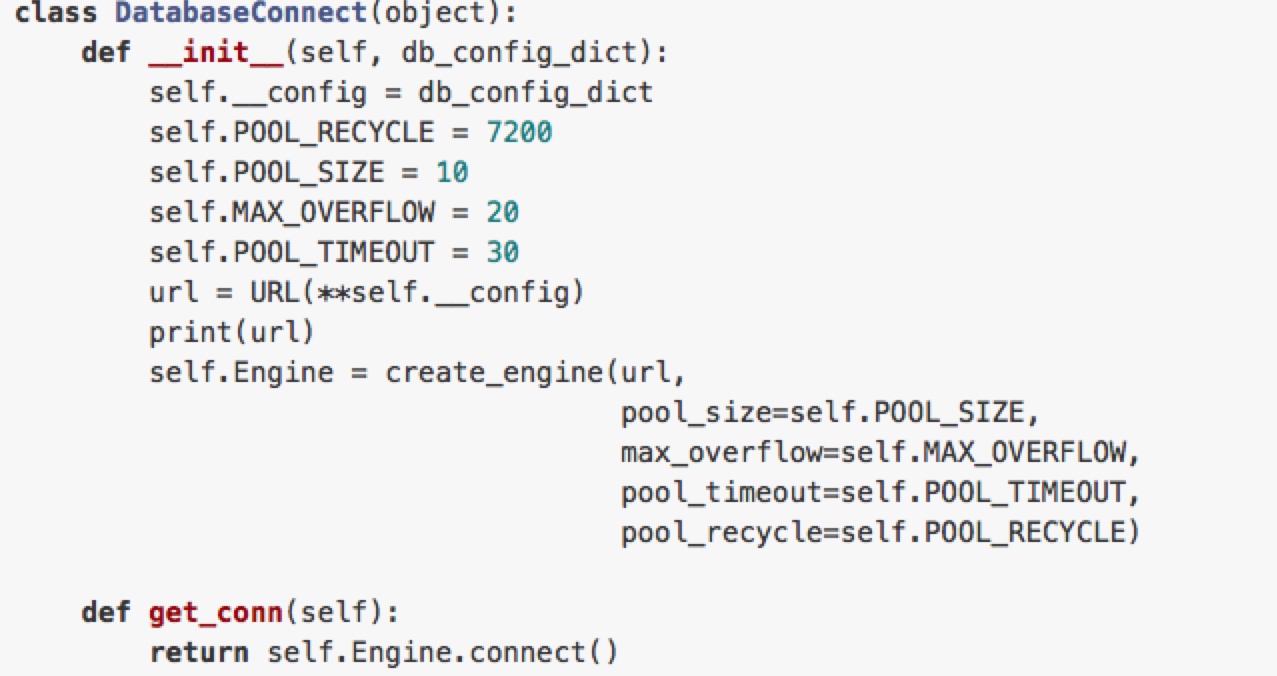 class DatabaseConnect(object):
    def __init__(self, db_config_dict):
        self.__config = db_config_dict
        self.POOL_RECYCLE = 7200
        self.POOL_SIZE = 10
        self.MAX_OVERFLOW = 20
        self.POOL_TIMEOUT = 30
        url = URL(**self.__config)
        print(url)
        self.Engine = create_engine(url,
                                    pool_size=self.POOL_SIZE,
                                    max_overflow=self.MAX_OVERFLOW,
                                    pool_timeout=self.POOL_TIMEOUT,
                                    pool_recycle=self.POOL_RECYCLE)
    def get_conn(self):
        return self.Engine.connect()